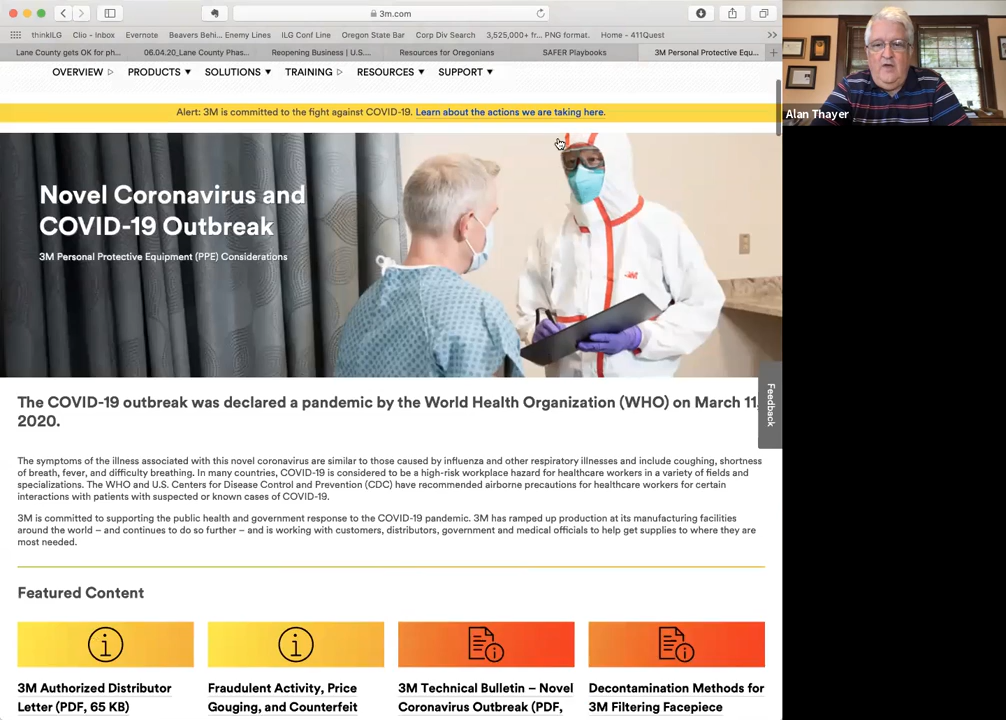 3m.com
thinkILG Clio - Inbox Evernote Beavers Behi... Enemy Lines ILG Conf Line Oregon State Bar Corp Div Search 3,525,000+ fr... PNG format. Home - 411Quest
Lane County gets OK for ph... 06.04.20_Lane County Phas... Reopening Business | U.S.... Resources for Oregonians SAFER Playbooks 3M Personal Protective Equ...
OVERVIEW PRODUCTS SOLUTIONS TRAINING RESOURCES SUPPORT
Alert: 3M is committed to the fight against COVID-19. Learn about the actions we are taking here.
Alan Thayer
Novel Coronavirus and
COVID-19 Outbreak
3M Personal Protective Equipment (PPE) Considerations
3M
Feedback
The COVID-19 outbreak was declared a pandemic by the World Health Organization (WHO) on March 11,
2020.
The symptoms of the illness associated with this novel coronavirus are similar to those caused by influenza and other respiratory illnesses and include coughing, shortness
of breath, fever, and difficulty breathing. In many countries, COVID-19 is considered to be a high-risk workplace hazard for healthcare workers in a variety of fields and
specializations. The WHO and U.S. Centers for Disease Control and Prevention (CDC) have recommended airborne precautions for healthcare workers for certain
interactions with patients with suspected or known cases of COVID-19.
3M is committed to supporting the public health and government response to the COVID-19 pandemic. 3M has ramped up production at its manufacturing facilities
around the world – and continues to do so further – and is working with customers, distributors, government and medical officials to help get supplies to where they are
most needed.
Featured Content
3M Authorized Distributor
Letter (PDF, 65 KB)
Fraudulent Activity, Price
Gouging, and Counterfeit
3M Technical Bulletin – Novel
Coronavirus Outbreak (PDF,
Decontamination Methods for
3M Filtering Facepiece